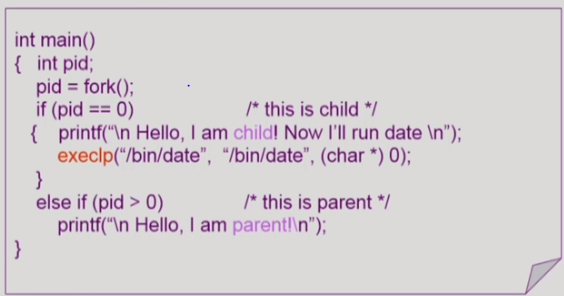 int main()
{ int pid;
pid = fork();
if (pid == 0) /* this is child */
{ printf(“\n Hello, I am child! Now I’ll run date \n”);
execlp(“/bin/date”, “/bin/date”, (char *) 0);
}
else if (pid > 0) /* this is parent */
printf(“\n Hello, I am parent!\n”);
}